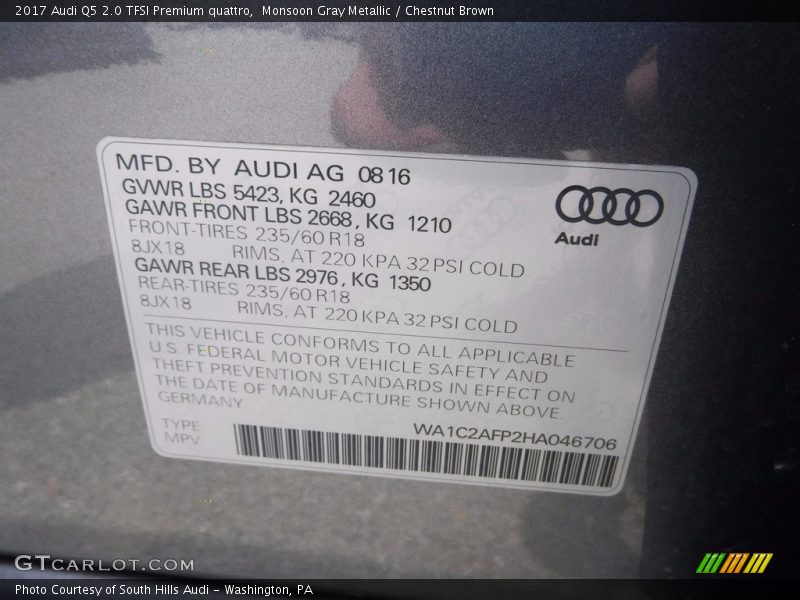 2017 Audi Q5 2.0 TFSI Premium quattro,  Monsoon Gray Metallic / Chestnut Brown
MFD. BY AUDI AG 0816
GVWR LBS 5423, KG 2460
GAWR FRONT LBS 2668, KG 1210
FRONT-TIRES 235/60 R18
8JX18 RIMS, AT 220 KPA 32 PSI COLD
GAWR REAR LBS 2976, KG 1350
REAR-TIRES 235/60 R18
8JX18 RIMS, AT 220 KPA 32 PSI COLD
Audi
THIS VEHICLE CONFORMS TO ALL APPLICABLE
U.S. FEDERAL MOTOR VEHICLE SAFETY AND
THEFT PREVENTION STANDARDS IN EFFECT ON
THE DATE OF MANUFACTURE SHOWN ABOVE.
GERMANY
WA1C2AFP2HA046706
TYPE
MPV
GTCARLOT.COM
Photo Courtesy of South Hills Audi - Washington, PA